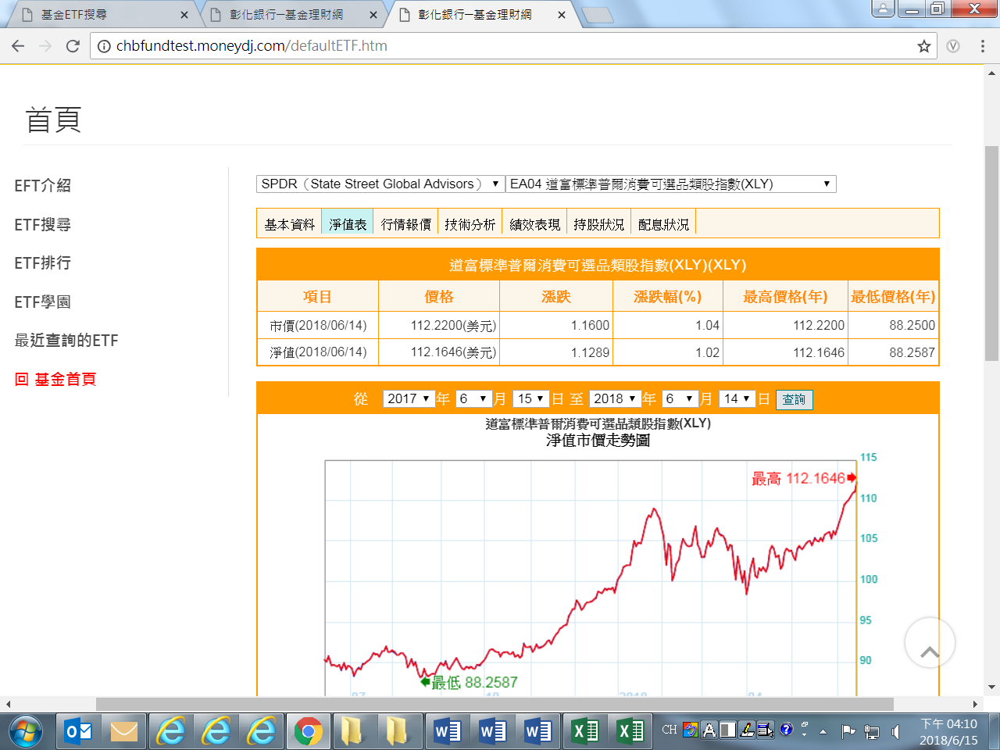 基金ETF搜尋
彰化銀行─基金理財網
彰化銀行─基金理財網
chbfundtest.moneydj.com/defaultETF.htm
首頁
EFT介紹
ETF搜尋
ETF排行
ETF學園
最近查詢的ETF
回 基金首頁
SPDR（State Street Global Advisors） EA04 道富標準普爾消費可選品類股指數(XLY)
基本資料 淨值表 行情報價 技術分析 績效表現 持股狀況 配息狀況
道富標準普爾消費可選品類股指數(XLY)(XLY)
項目 價格 漲跌 漲跌幅(%) 最高價格(年) 最低價格(年)
市價(2018/06/14) 112.2200(美元) 1.1600 1.04 112.2200 88.2500
淨值(2018/06/14) 112.1646(美元) 1.1289 1.02 112.1646 88.2587
從 2017 年 6 月 15 日 至 2018 年 6 月 14 日 查詢
道富標準普爾消費可選品類股指數(XLY)
淨值市價走勢圖
115
最高 112.1646
110
105
100
95
90
最低 88.2587
CH
下午 04:10
2018/6/15